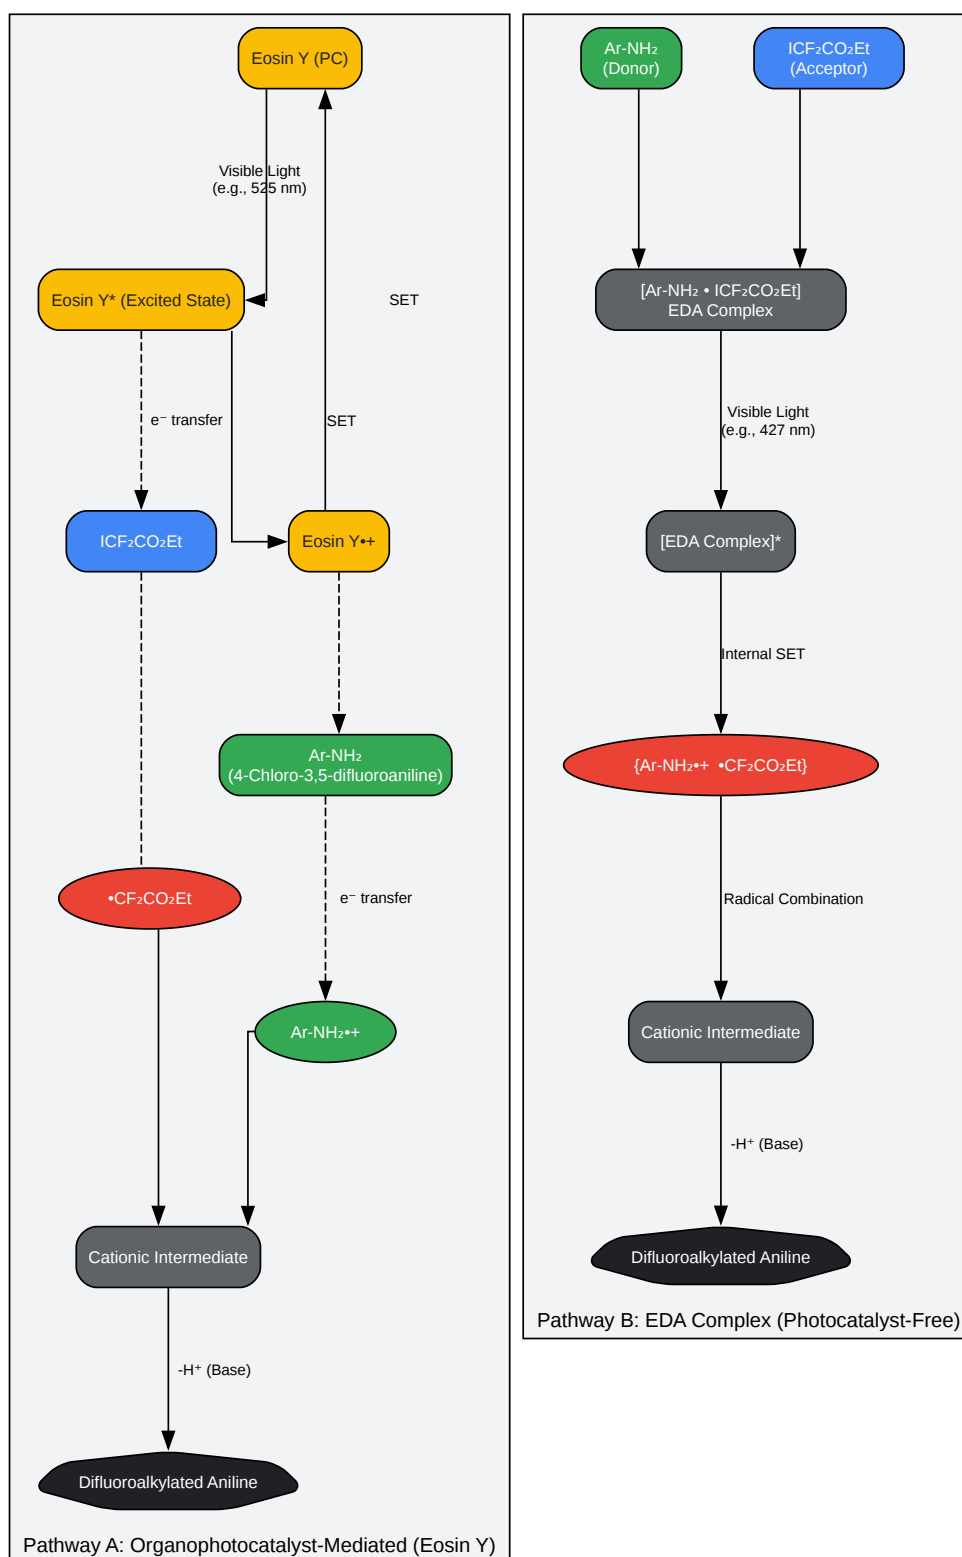 Eosin Y (PC)
Visible Light
(e.g., 525 nm)
Eosin Y* (Excited State)
SET
e⁻ transfer
SET
ICF₂CO₂Et
Eosin Y•+
Ar-NH₂
(4-Chloro-3,5-difluoroaniline)
•CF₂CO₂Et
e⁻ transfer
Ar-NH₂•+
Cationic Intermediate
-H⁺ (Base)
Difluoroalkylated Aniline
Pathway A: Organophotocatalyst-Mediated (Eosin Y)
Ar-NH₂
(Donor)
ICF₂CO₂Et
(Acceptor)
[Ar-NH₂ • ICF₂CO₂Et]
EDA Complex
Visible Light
(e.g., 427 nm)
[EDA Complex]*
Internal SET
{Ar-NH₂•+ •CF₂CO₂Et}
Radical Combination
Cationic Intermediate
-H⁺ (Base)
Difluoroalkylated Aniline
Pathway B: EDA Complex (Photocatalyst-Free)